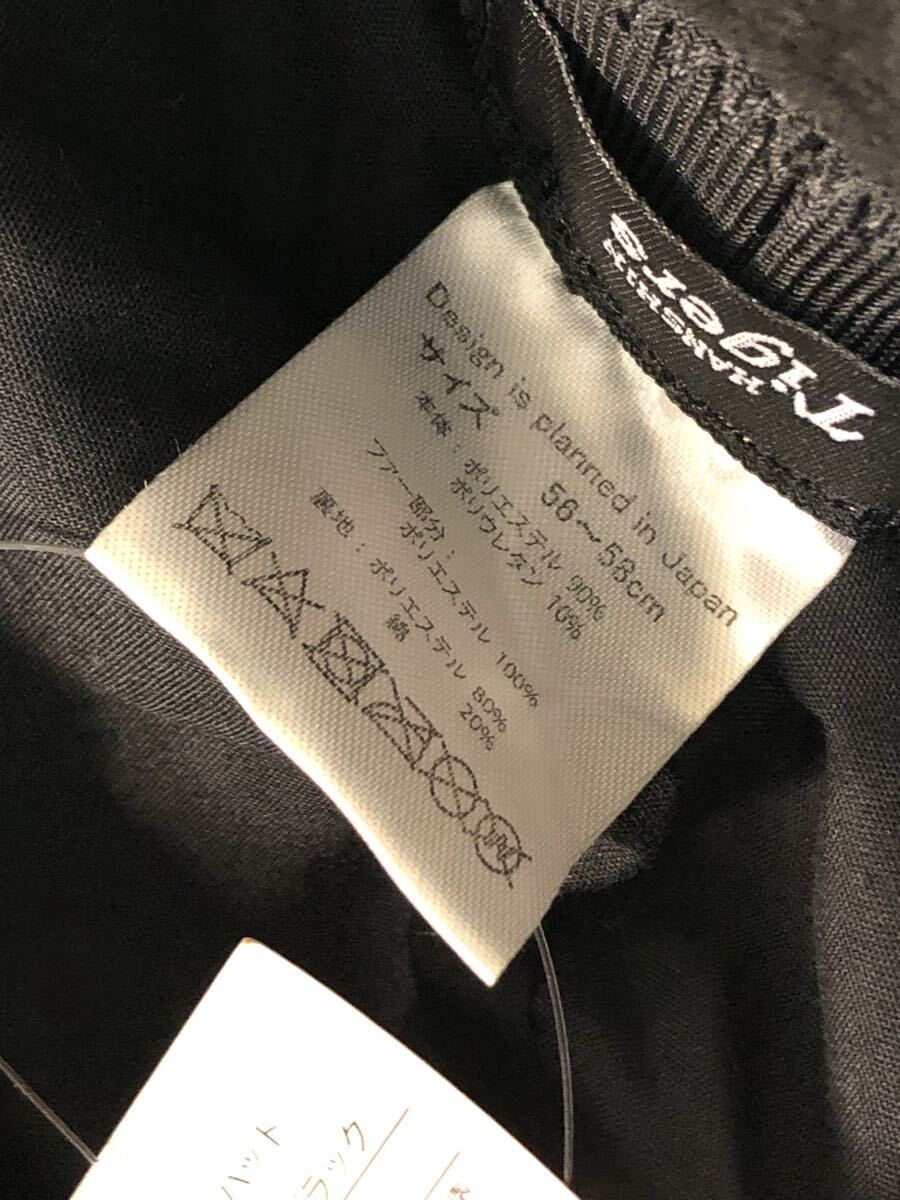 HANSHIN
Tigers
Design is planned in Japan
サイズ 56～58cm
本体：ポリエステル 90%
ポリウレタン 10%
ファー部分：
ポリエステル 100%
裏地：ポリエステル 80%
綿 20%
ハット
ブラック